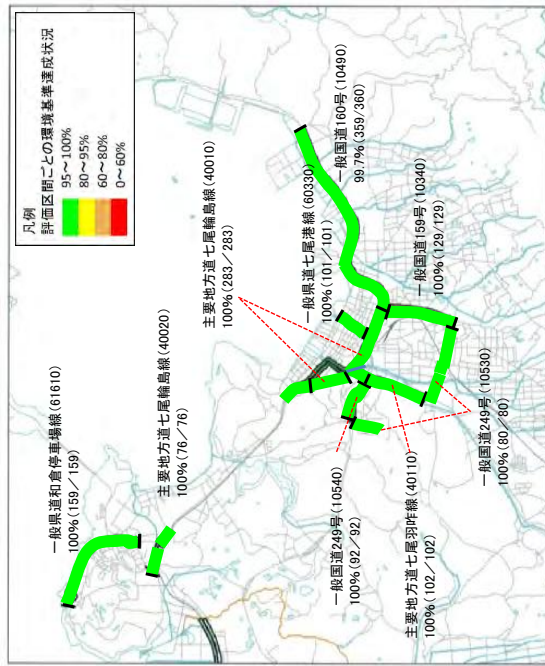 凡例
評価区間ごとの環境基準達成状況
95～100%
80～95%
60～80%
0～60%
一般県道和倉停車場線(61610)
100%(159／159)
主要地方道七尾輪島線(40020)
100%(76／76)
主要地方道七尾輪島線(40010)
100%(283／283)
一般県道七尾港線(60330)
100%(101／101)
一般国道160号(10490)
99.7%(359/360)
一般国道159号(10340)
100%(129/129)
一般国道249号(10540)
100%(92／92)
主要地方道七尾羽咋線(40110)
100%(102／102)
一般国道249号(10530)
100%(80／80)